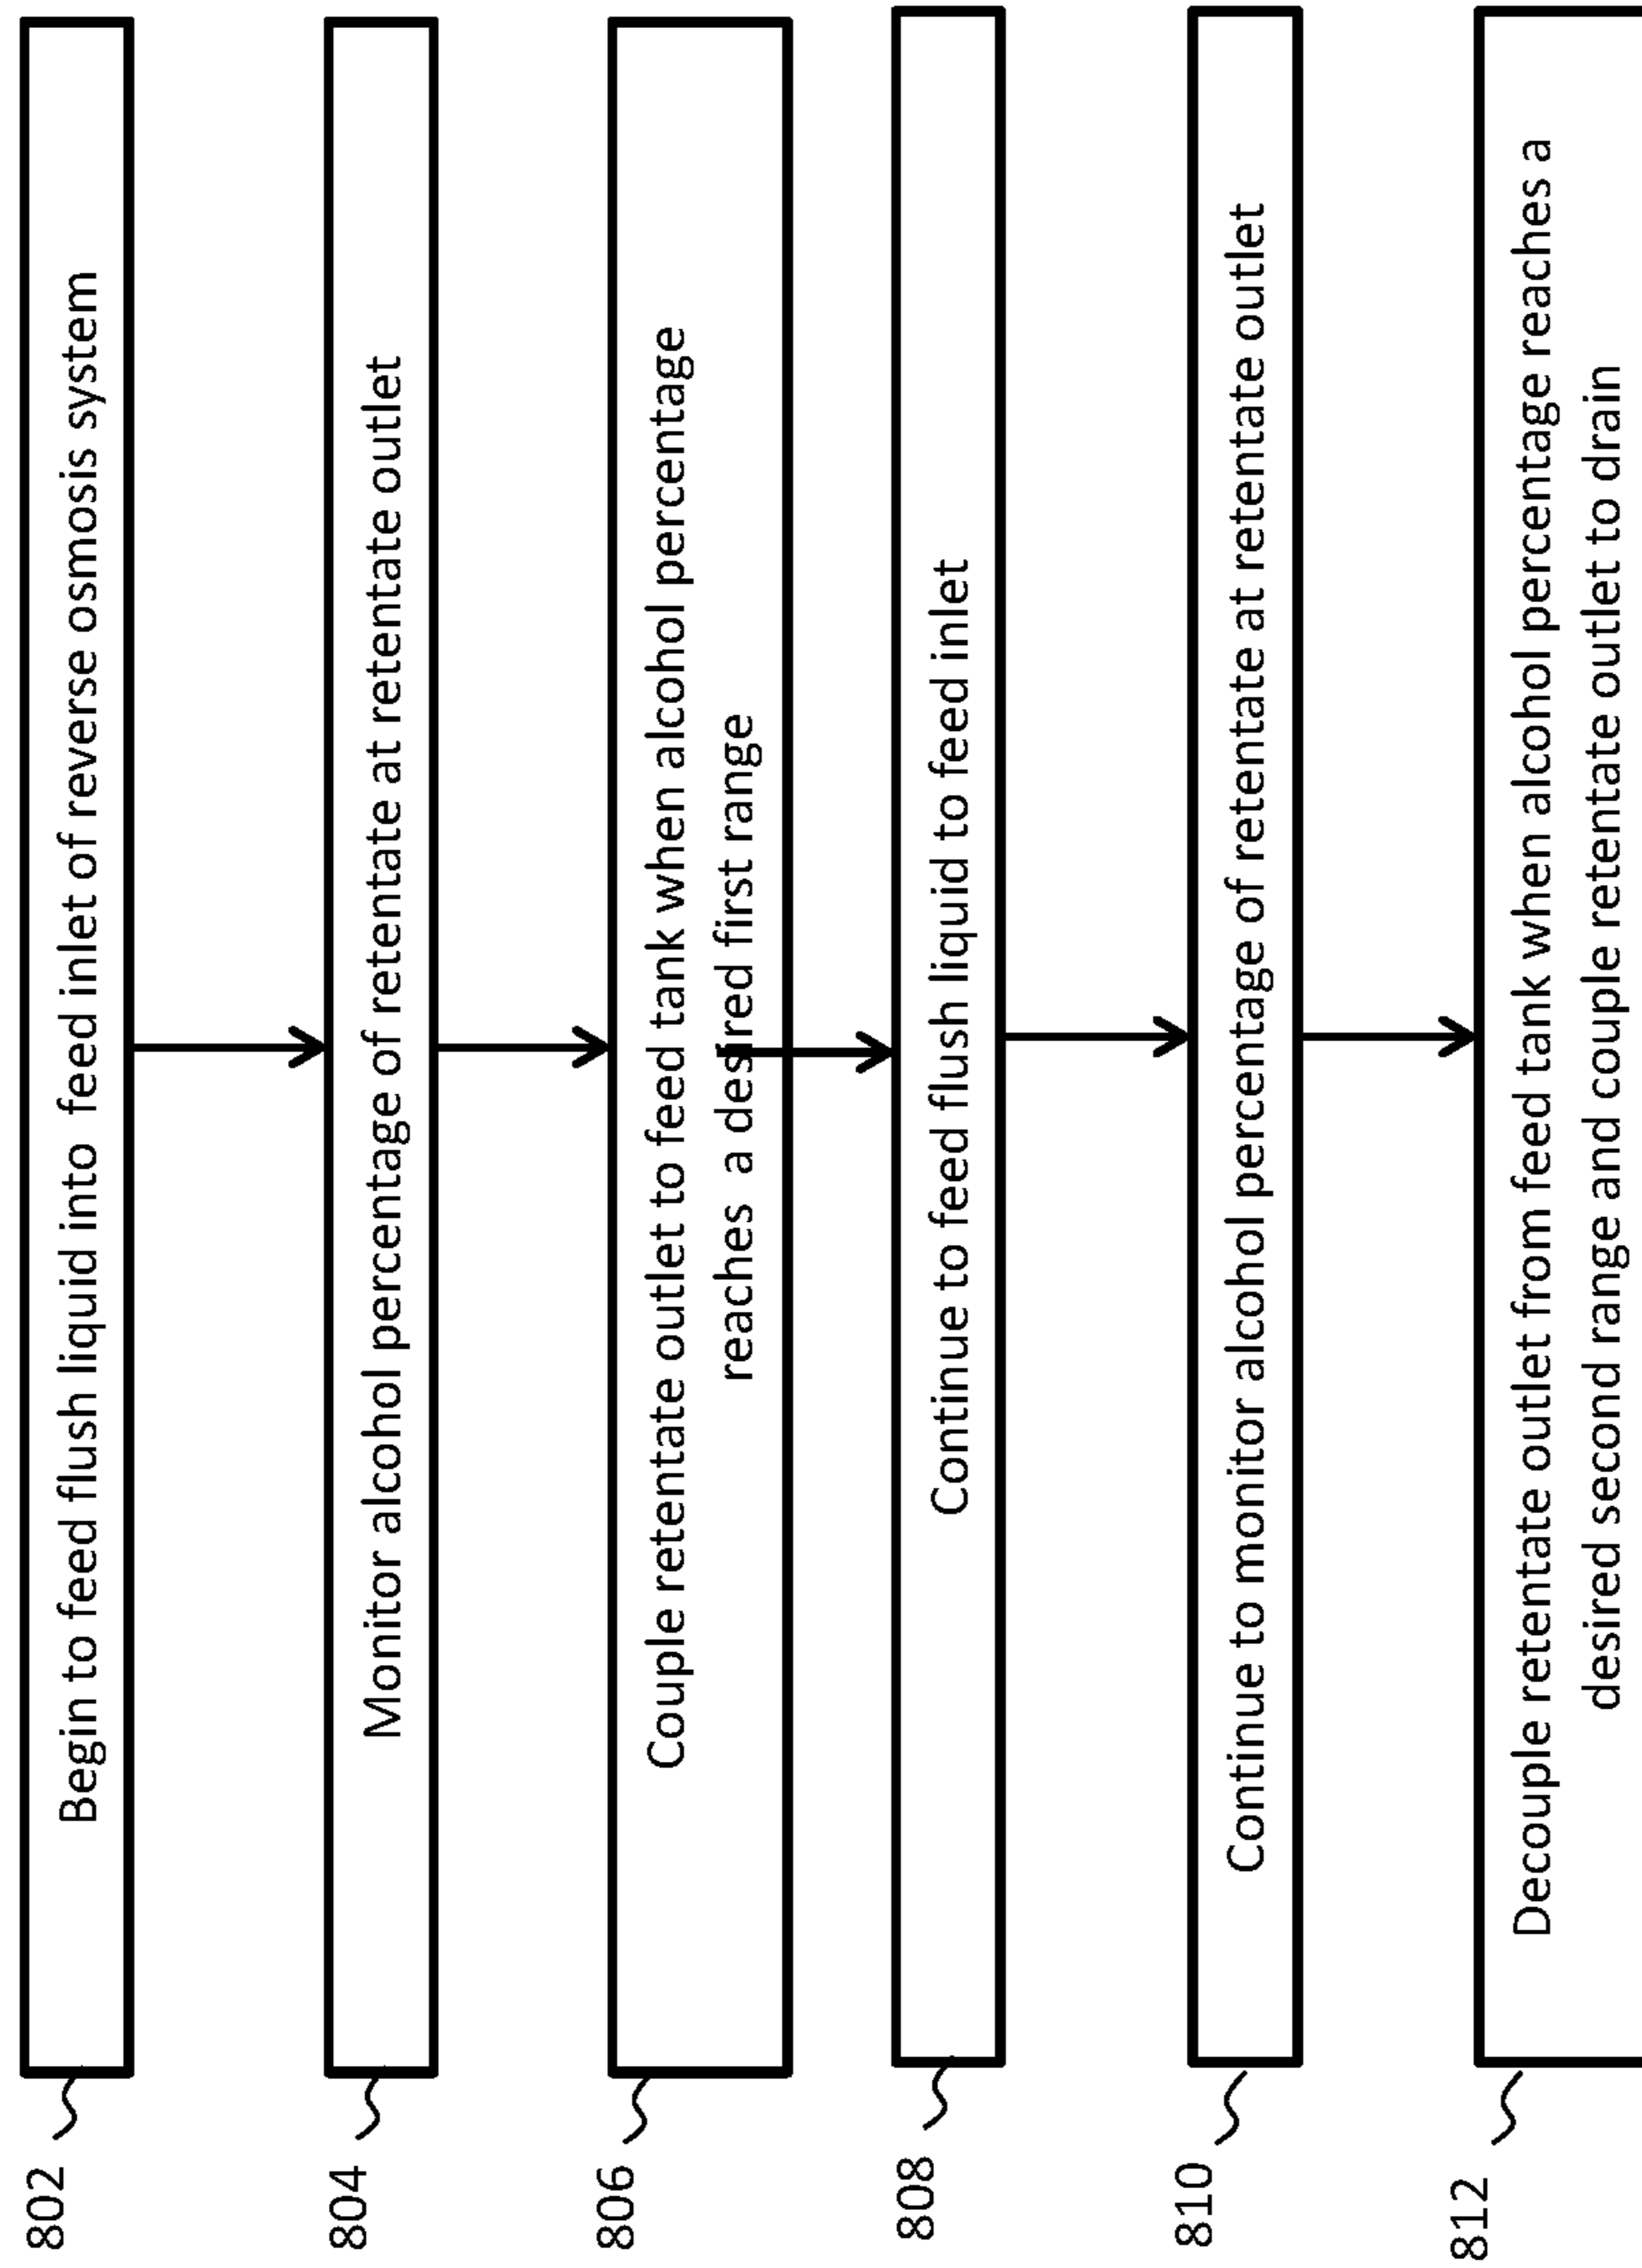 802
Begin to feed flush liquid into feed inlet of reverse osmosis system
804
Monitor alcohol percentage of retentate at retentate outlet
806
Couple retentate outlet to feed tank when alcohol percentage
reaches a desired first range
808
Continue to feed flush liquid to feed inlet
810
Continue to monitor alcohol percentage of retentate at retentate outlet
812
Decouple retentate outlet from feed tank when alcohol percentage reaches a
desired second range and couple retentate outlet to drain